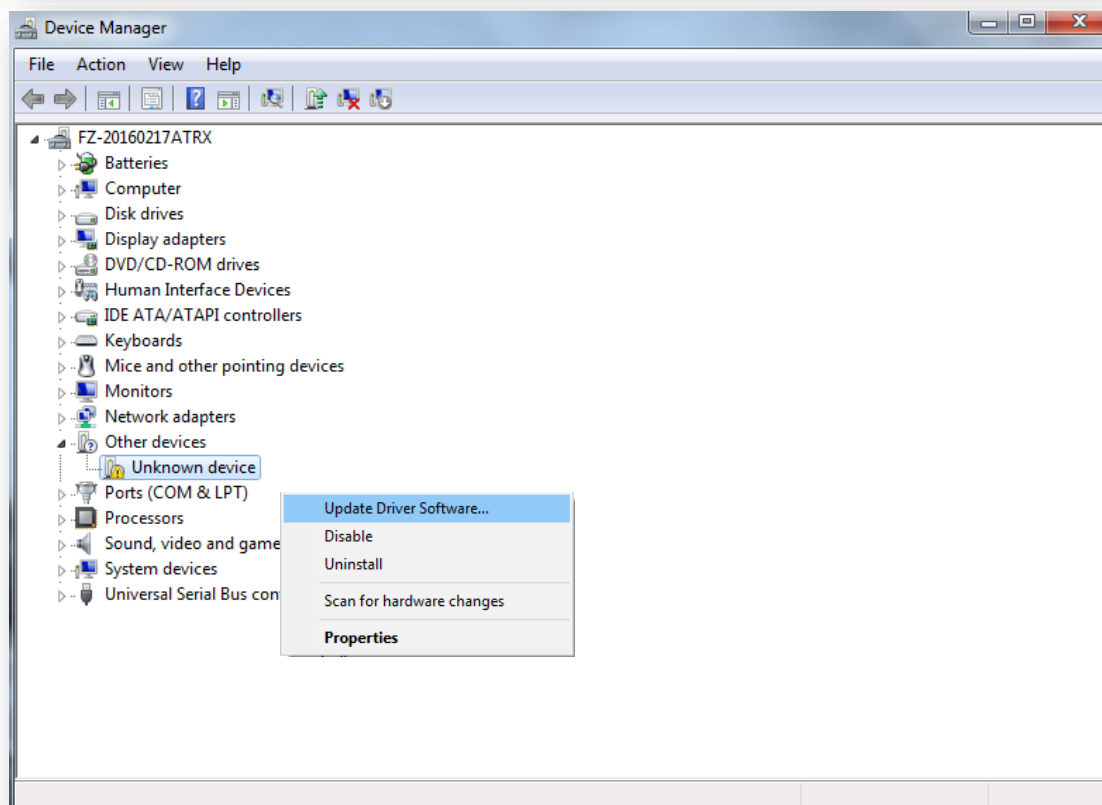 Device Manager
File Action View Help
FZ-20160217ATRX
Batteries
Computer
Disk drives
Display adapters
DVD/CD-ROM drives
Human Interface Devices
IDE ATA/ATAPI controllers
Keyboards
Mice and other pointing devices
Monitors
Network adapters
Other devices
Unknown device
Ports (COM & LPT)
Processors
Sound, video and game
System devices
Universal Serial Bus con
Update Driver Software...
Disable
Uninstall
Scan for hardware changes
Properties